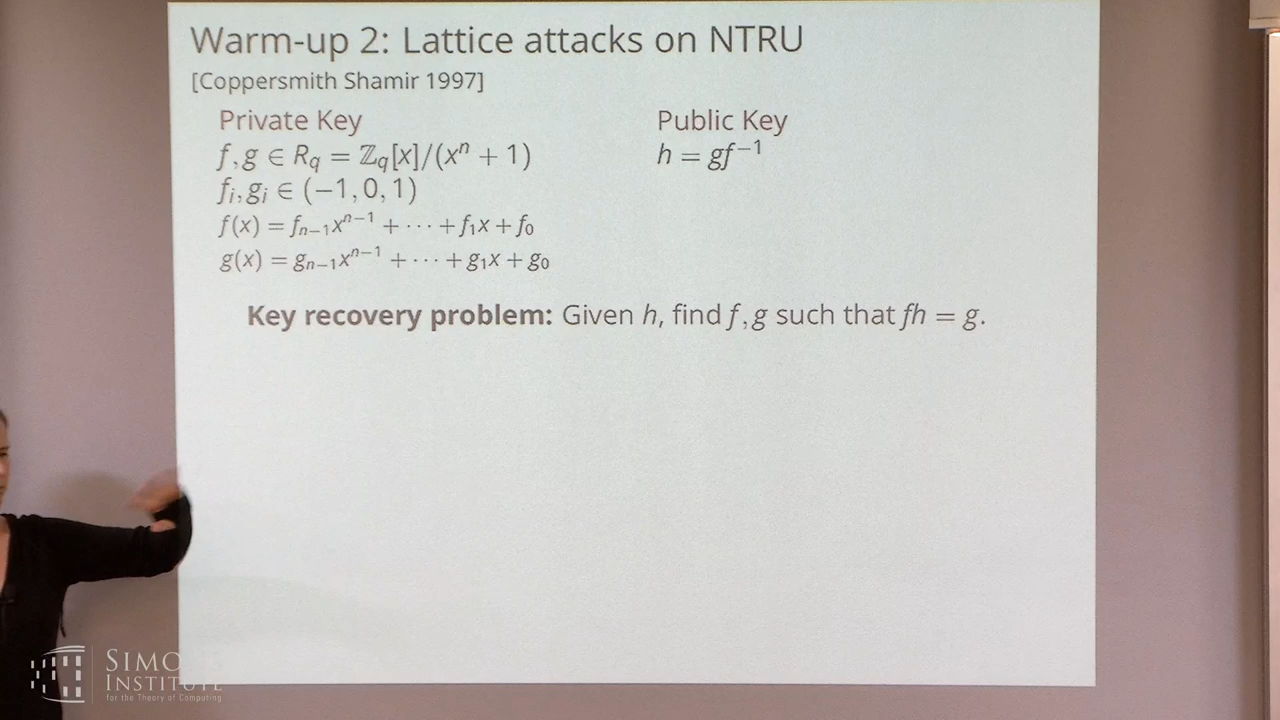 Warm-up 2: Lattice attacks on NTRU
[Coppersmith Shamir 1997]
Private Key
f, g ∈ R_q = ℤ_q[x]/(xⁿ + 1)
f_i, g_i ∈ (−1, 0, 1)
f(x) = f_{n−1}x^{n−1} + ··· + f_1x + f_0
g(x) = g_{n−1}x^{n−1} + ··· + g_1x + g_0
Public Key
h = gf^{−1}
Key recovery problem: Given h, find f, g such that fh = g.
SIMO
INSTITUTE
for the Theory of Computing